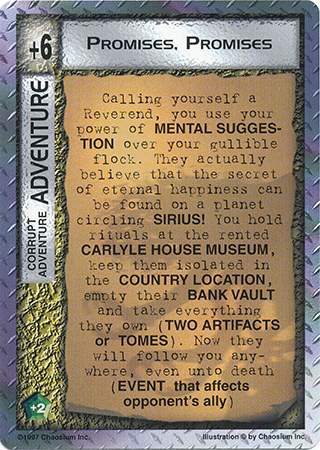 +6
PROMISES, PROMISES
CORRUPT
ADVENTURE
ADVENTURE
Calling yourself a
Reverend, you use your
power of MENTAL SUGGES-
TION over your gullible
flock. They actually
believe that the secret
of eternal happiness can
be found on a planet
circling SIRIUS! You hold
rituals at the rented
CARLYLE HOUSE MUSEUM,
keep them isolated in
the COUNTRY LOCATION,
empty their BANK VAULT
and take everything
they own (TWO ARTIFACTS
or TOMES). Now they
will follow you any-
where, even unto death
(EVENT that affects
opponent's ally)
+2
©1997 Chaosium Inc.
Illustration © by Chaosium Inc.